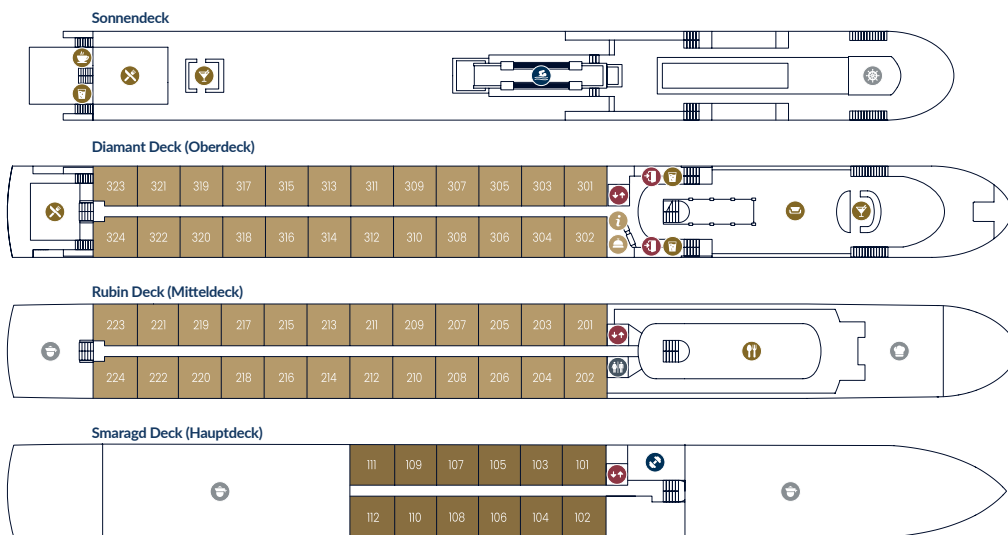 Sonnendeck
Diamant Deck (Oberdeck)
323 321 319 317 315 313 311 309 307 305 303 301
324 322 320 318 316 314 312 310 308 306 304 302
Rubin Deck (Mitteldeck)
223 221 219 217 215 213 211 209 207 205 203 201
224 222 220 218 216 214 212 210 208 206 204 202
Smaragd Deck (Hauptdeck)
111 109 107 105 103 101
112 110 108 106 104 102